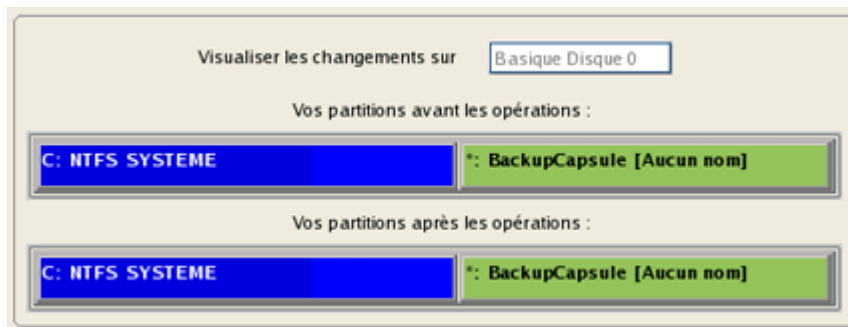 Visualiser les changements sur Basique Disque 0
Vos partitions avant les opérations :
C: NTFS SYSTEME *: BackupCapsule [Aucun nom]
Vos partitions après les opérations :
C: NTFS SYSTEME *: BackupCapsule [Aucun nom]